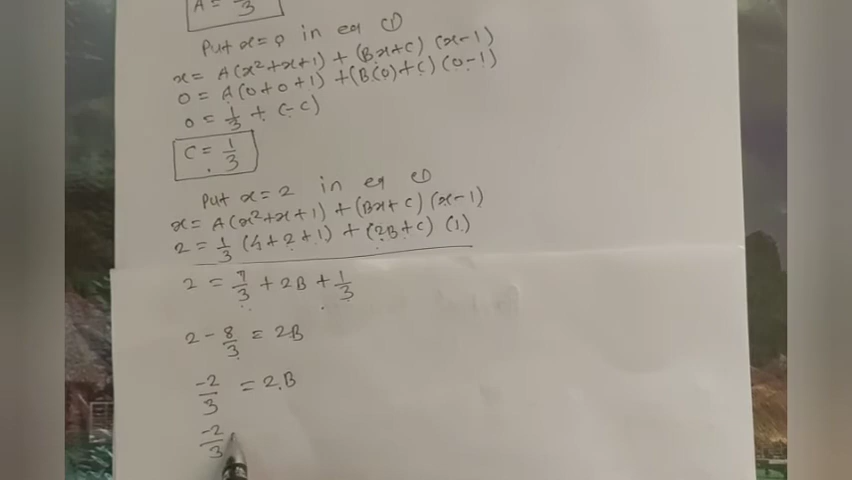 A = 1/3
Put x = 0 in eq ①
x = A(x²+x+1) + (Bx+C) (x-1)
0 = A(0+0+1) + (B(0)+C) (0-1)
0 = 1/3 + (-C)
C = 1/3
Put x = 2 in eq ①
x = A(x²+x+1) + (Bx+C) (x-1)
2 = 1/3 (4+2+1) + (2B+C) (1)
2 = 7/3 + 2B + 1/3
2 - 8/3 = 2B
-2/3 = 2B
-2/3